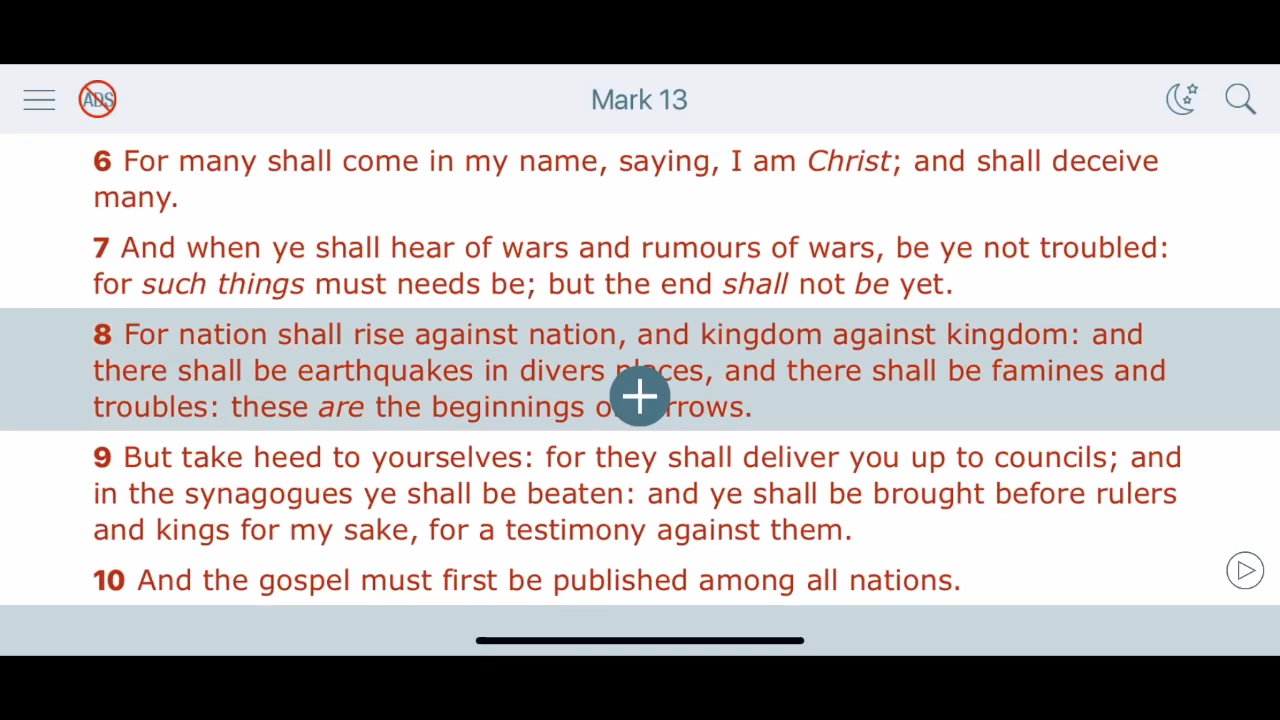 ADS
Mark 13
6 For many shall come in my name, saying, I am Christ; and shall deceive
many.
7 And when ye shall hear of wars and rumours of wars, be ye not troubled:
for such things must needs be; but the end shall not be yet.
8 For nation shall rise against nation, and kingdom against kingdom: and
there shall be earthquakes in divers places, and there shall be famines and
troubles: these are the beginnings of sorrows.
9 But take heed to yourselves: for they shall deliver you up to councils; and
in the synagogues ye shall be beaten: and ye shall be brought before rulers
and kings for my sake, for a testimony against them.
10 And the gospel must first be published among all nations.